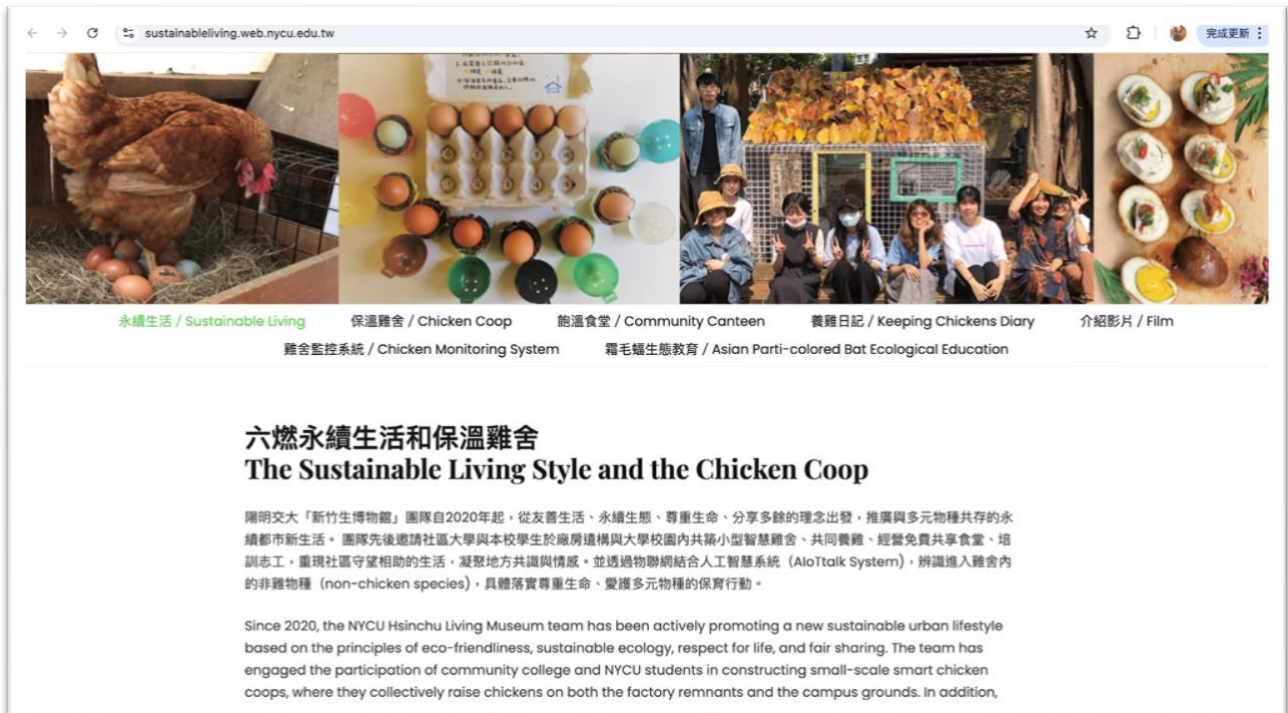 sustainableliving.web.nycu.edu.tw
完成更新
永續生活 / Sustainable Living 保溫雞舍 / Chicken Coop 飽溫食堂 / Community Canteen 養雞日記 / Keeping Chickens Diary 介紹影片 / Film
雞舍監控系統 / Chicken Monitoring System 霜毛蝠生態教育 / Asian Parti-colored Bat Ecological Education
六燃永續生活和保溫雞舍
The Sustainable Living Style and the Chicken Coop
陽明交大「新竹生博物館」團隊自2020年起，從友善生活、永續生態、尊重生命、分享多餘的理念出發，推廣與多元物種共存的永
續都市新生活。 團隊先後邀請社區大學與本校學生於廠房遺構與大學校園內共築小型智慧雞舍、共同養雞、經營免費共享食堂、培
訓志工，重現社區守望相助的生活，凝聚地方共識與情感。並透過物聯網結合人工智慧系統（AIoTtalk System)，辨識進入雞舍內
的非雞物種（non-chicken species)，具體落實尊重生命、愛護多元物種的保育行動。
Since 2020, the NYCU Hsinchu Living Museum team has been actively promoting a new sustainable urban lifestyle
based on the principles of eco-friendliness, sustainable ecology, respect for life, and fair sharing. The team has
engaged the participation of community college and NYCU students in constructing small-scale smart chicken
coops, where they collectively raise chickens on both the factory remnants and the campus grounds. In addition,